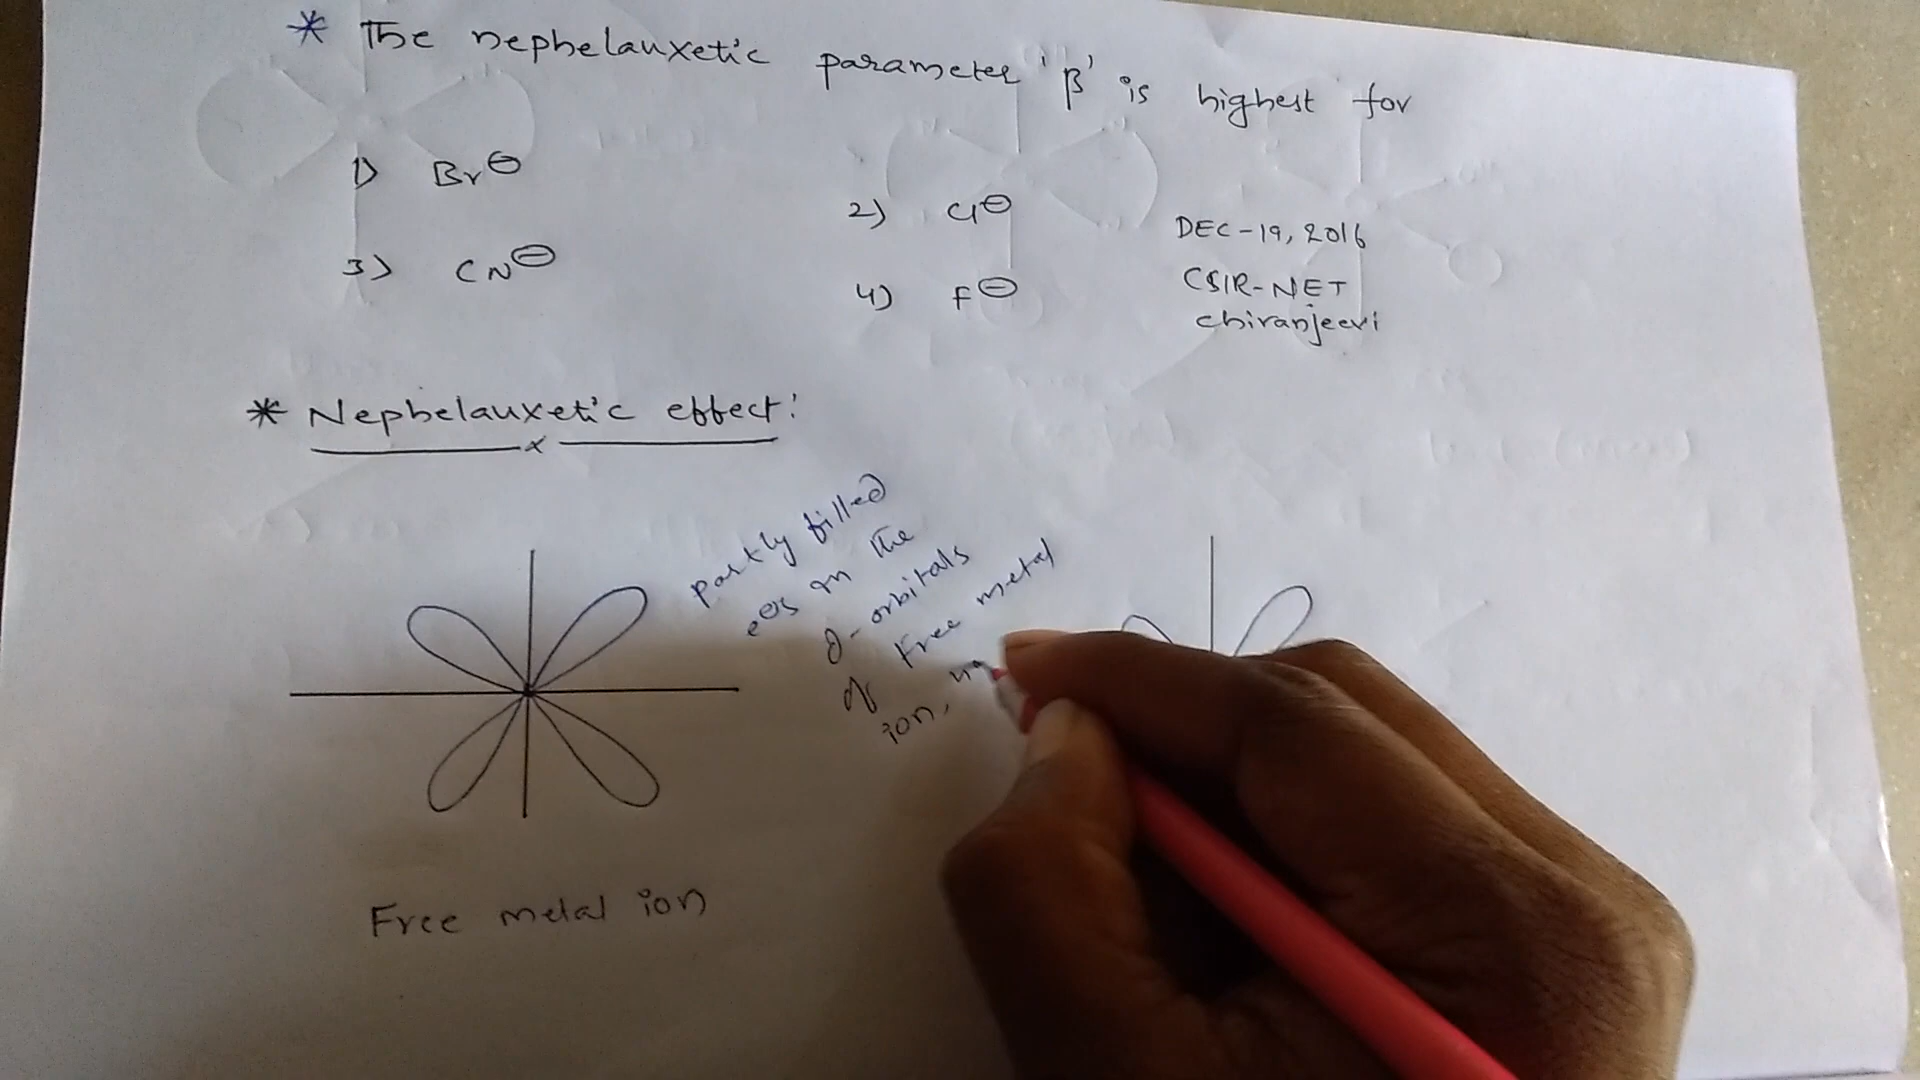 * The nephelauxetic parameter 'β' is highest for
1) Br⊖
2) Cl⊖
3) CN⊖
4) F⊖
DEC-19, 2016
CSIR-NET
chiranjeevi
* Nephelauxetic effect:
partly filled
e⊖s in the
d-orbitals
of Free metal
ion,
Free metal ion